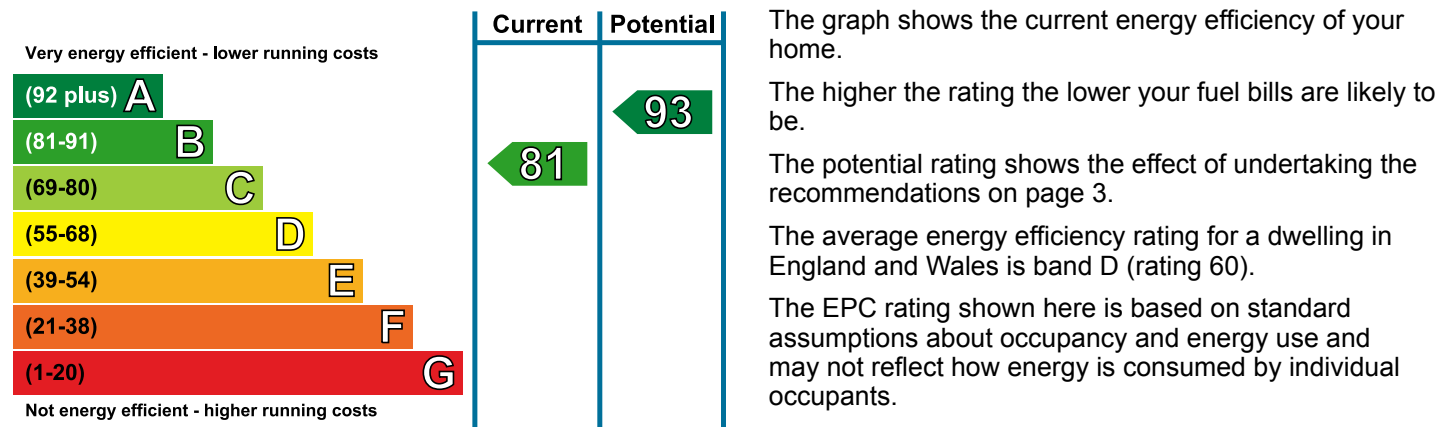 Current Potential
Very energy efficient - lower running costs
(92 plus) A
(81-91) B
(69-80) C
(55-68) D
(39-54) E
(21-38) F
(1-20) G
Not energy efficient - higher running costs
81
93
The graph shows the current energy efficiency of your
home.
The higher the rating the lower your fuel bills are likely to
be.
The potential rating shows the effect of undertaking the
recommendations on page 3.
The average energy efficiency rating for a dwelling in
England and Wales is band D (rating 60).
The EPC rating shown here is based on standard
assumptions about occupancy and energy use and
may not reflect how energy is consumed by individual
occupants.